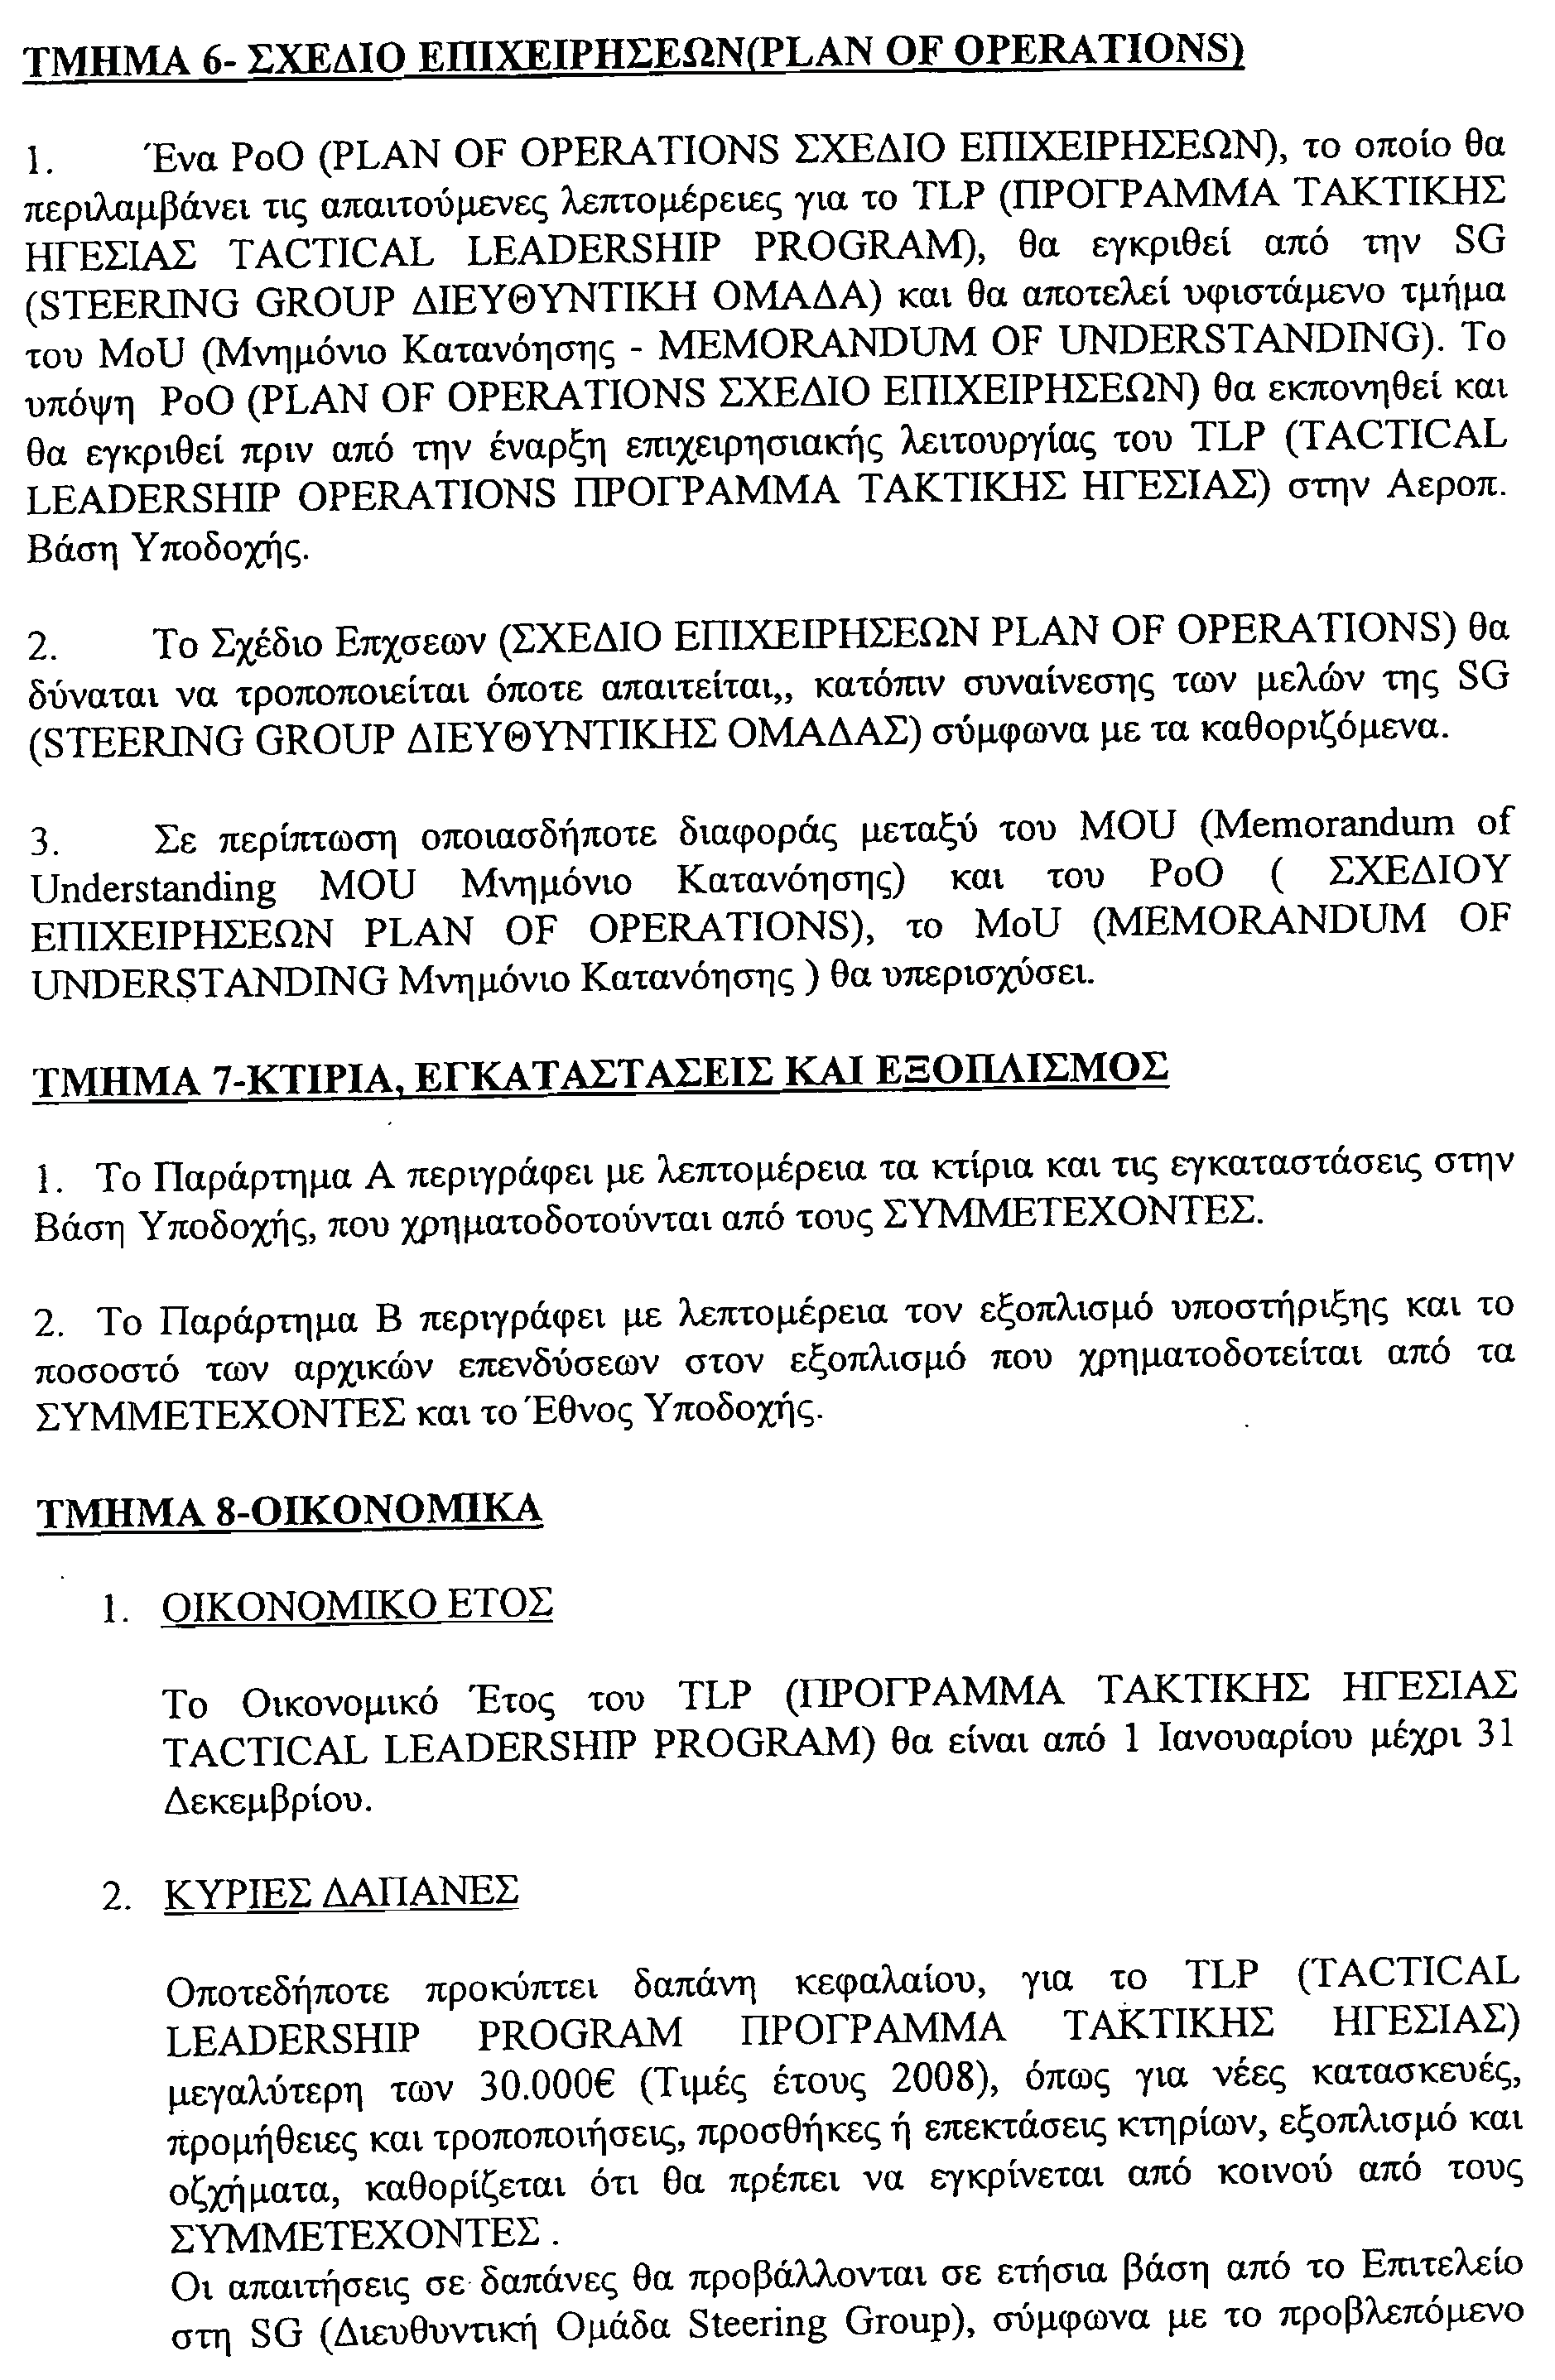 ΤΜΗΜΑ 6- ΣΧΕΔΙΟ ΕΠΙΧΕΙΡΗΣΕΩΝ(PLAN OF OPERATIONS)
1. Ένα PoO (PLAN OF OPERATIONS ΣΧΕΔΙΟ ΕΠΙΧΕΙΡΗΣΕΩΝ), το οποίο θα
περιλαμβάνει τις απαιτούμενες λεπτομέρειες για το TLP (ΠΡΟΓΡΑΜΜΑ ΤΑΚΤΙΚΗΣ
ΗΓΕΣΙΑΣ TACTICAL LEADERSHIP PROGRAM), θα εγκριθεί από την SG
(STEERING GROUP ΔΙΕΥΘΥΝΤΙΚΗ ΟΜΑΔΑ) και θα αποτελεί υφιστάμενο τμήμα
του MoU (Μνημόνιο Κατανόησης - MEMORANDUM OF UNDERSTANDING). Το
υπόψη PoO (PLAN OF OPERATIONS ΣΧΕΔΙΟ ΕΠΙΧΕΙΡΗΣΕΩΝ) θα εκπονηθεί και
θα εγκριθεί πριν από την έναρξη επιχειρησιακής λειτουργίας του TLP (TACTICAL
LEADERSHIP OPERATIONS ΠΡΟΓΡΑΜΜΑ ΤΑΚΤΙΚΗΣ ΗΓΕΣΙΑΣ) στην Αεροπ.
Βάση Υποδοχής.
2. Το Σχέδιο Επχσεων (ΣΧΕΔΙΟ ΕΠΙΧΕΙΡΗΣΕΩΝ PLAN OF OPERATIONS) θα
δύναται να τροποποιείται όποτε απαιτείται,, κατόπιν συναίνεσης των μελών της SG
(STEERING GROUP ΔΙΕΥΘΥΝΤΙΚΗΣ ΟΜΑΔΑΣ) σύμφωνα με τα καθοριζόμενα.
3. Σε περίπτωση οποιασδήποτε διαφοράς μεταξύ του MOU (Memorandum of
Understanding MOU Μνημόνιο Κατανόησης) και του PoO ( ΣΧΕΔΙΟΥ
ΕΠΙΧΕΙΡΗΣΕΩΝ PLAN OF OPERATIONS), το MoU (MEMORANDUM OF
UNDERSTANDING Μνημόνιο Κατανόησης ) θα υπερισχύσει.
ΤΜΗΜΑ 7-ΚΤΙΡΙΑ, ΕΓΚΑΤΑΣΤΑΣΕΙΣ ΚΑΙ ΕΞΟΠΛΙΣΜΟΣ
1. Το Παράρτημα Α περιγράφει με λεπτομέρεια τα κτίρια και τις εγκαταστάσεις στην
Βάση Υποδοχής, που χρηματοδοτούνται από τους ΣΥΜΜΕΤΕΧΟΝΤΕΣ.
2. Το Παράρτημα Β περιγράφει με λεπτομέρεια τον εξοπλισμό υποστήριξης και το
ποσοστό των αρχικών επενδύσεων στον εξοπλισμό που χρηματοδοτείται από τα
ΣΥΜΜΕΤΕΧΟΝΤΕΣ και το Έθνος Υποδοχής.
ΤΜΗΜΑ 8-ΟΙΚΟΝΟΜΙΚΑ
1. ΟΙΚΟΝΟΜΙΚΟ ΕΤΟΣ
Το Οικονομικό Έτος του TLP (ΠΡΟΓΡΑΜΜΑ ΤΑΚΤΙΚΗΣ ΗΓΕΣΙΑΣ
TACTICAL LEADERSHIP PROGRAM) θα είναι από 1 Ιανουαρίου μέχρι 31
Δεκεμβρίου.
2. ΚΥΡΙΕΣ ΔΑΠΑΝΕΣ
Οποτεδήποτε προκύπτει δαπάνη κεφαλαίου, για το TLP (TACTICAL
LEADERSHIP PROGRAM ΠΡΟΓΡΑΜΜΑ ΤΑΚΤΙΚΗΣ ΗΓΕΣΙΑΣ)
μεγαλύτερη των 30.000€ (Τιμές έτους 2008), όπως για νέες κατασκευές,
προμήθειες και τροποποιήσεις, προσθήκες ή επεκτάσεις κτηρίων, εξοπλισμό και
οζχήματα, καθορίζεται ότι θα πρέπει να εγκρίνεται από κοινού από τους
ΣΥΜΜΕΤΕΧΟΝΤΕΣ .
Οι απαιτήσεις σε δαπάνες θα προβάλλονται σε ετήσια βάση από το Επιτελείο
στη SG (Διευθυντική Ομάδα Steering Group), σύμφωνα με το προβλεπόμενο